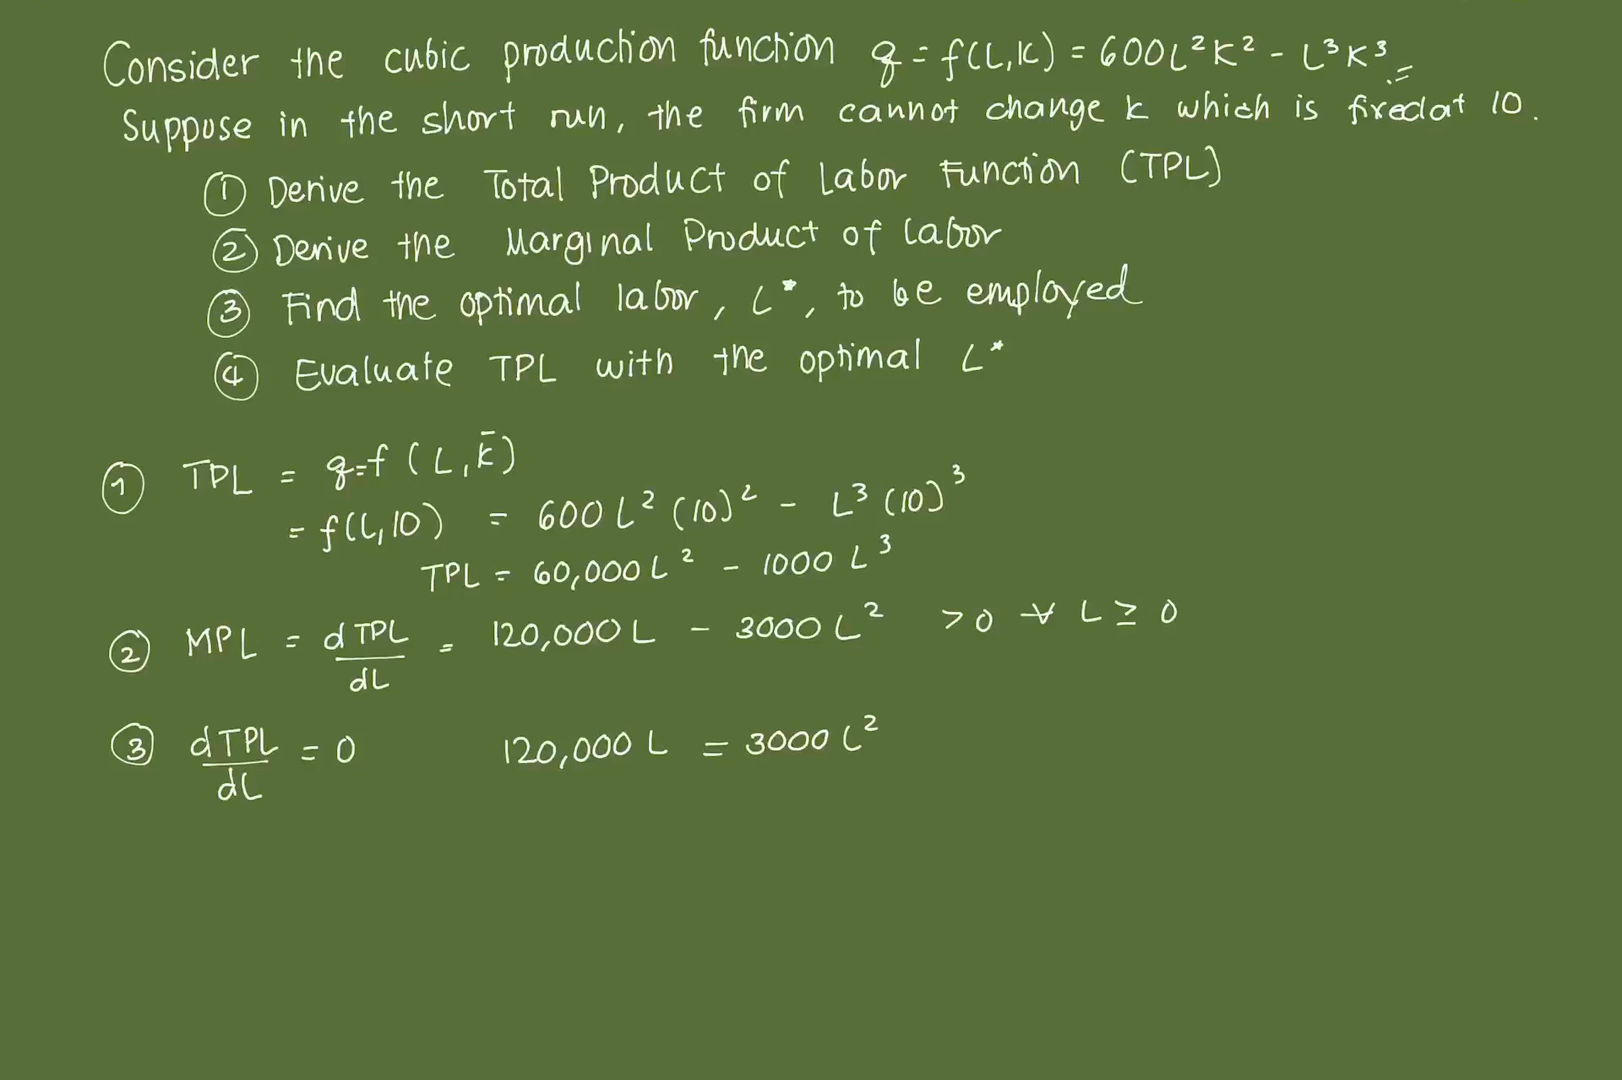 Consider the cubic production function q = f(L,K) = 600L²K² - L³K³
Suppose in the short run, the firm cannot change k which is fixed at 10.
① Derive the Total Product of Labor Function (TPL)
② Derive the Marginal Product of Labor
③ Find the optimal labor, L*, to be employed
④ Evaluate TPL with the optimal L*
① TPL = q=f(L,k̄)
= f(L,10) = 600L²(10)² - L³(10)³
TPL = 60,000L² - 1000L³
② MPL = dTPL/dL = 120,000L - 3000L² >0 ∀ L ≥ 0
③ dTPL/dL = 0 120,000L = 3000L²